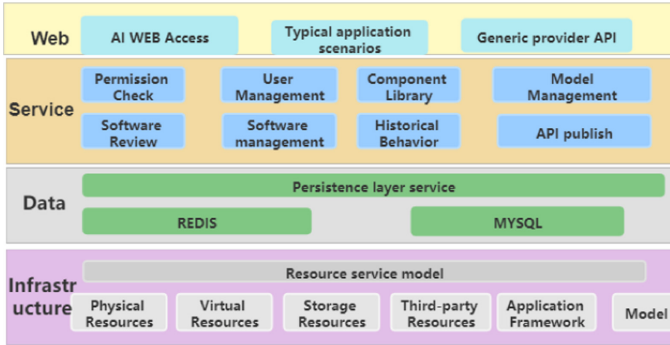 Web
AI WEB Access
Typical application
scenarios
Generic provider API
Service
Permission
Check
User
Management
Component
Library
Model
Management
Software
Review
Software
management
Historical
Behavior
API publish
Data
Persistence layer service
REDIS
MYSQL
Infrastr
ucture
Resource service model
Physical
Resources
Virtual
Resources
Storage
Resources
Third-party
Resources
Application
Framework
Model